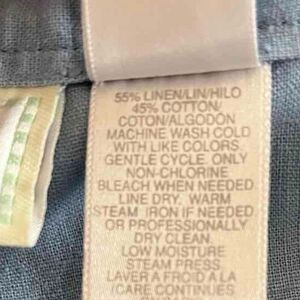 55% LINEN/LIN/HILO
45% COTTON/
COTON/ALGODON
MACHINE WASH COLD
WITH LIKE COLORS.
GENTLE CYCLE. ONLY
NON-CHLORINE
BLEACH WHEN NEEDED.
LINE DRY. WARM
STEAM IRON IF NEEDED
OR PROFESSIONALLY
DRY CLEAN.
LOW MOISTURE
STEAM PRESS.
LAVER A FROID A LA
(CARE CONTINUES